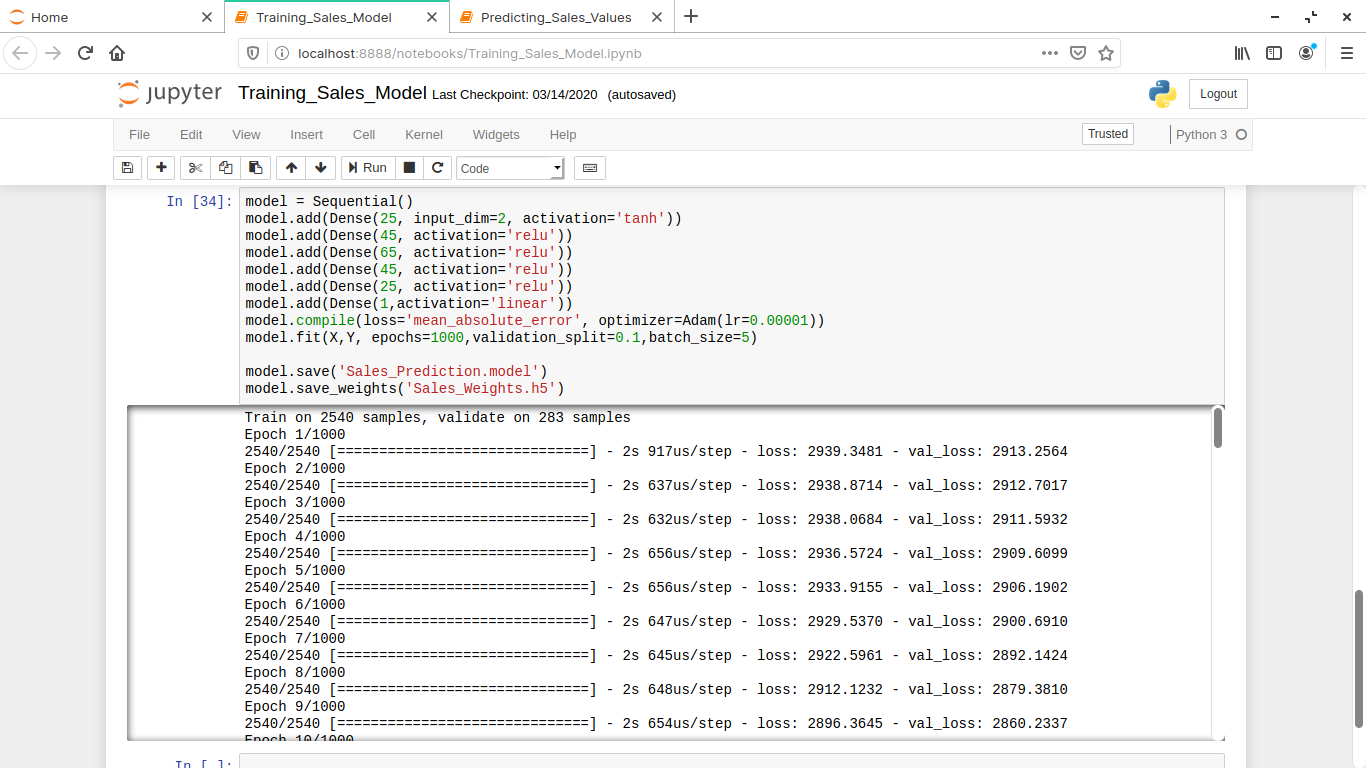 Home
Training_Sales_Model
Predicting_Sales_Values
localhost:8888/notebooks/Training_Sales_Model.ipynb
jupyter Training_Sales_Model Last Checkpoint: 03/14/2020 (autosaved)
Logout
File Edit View Insert Cell Kernel Widgets Help
Trusted
Python 3
Run
Code
In [34]:
model = Sequential()
model.add(Dense(25, input_dim=2, activation='tanh'))
model.add(Dense(45, activation='relu'))
model.add(Dense(65, activation='relu'))
model.add(Dense(45, activation='relu'))
model.add(Dense(25, activation='relu'))
model.add(Dense(1,activation='linear'))
model.compile(loss='mean_absolute_error', optimizer=Adam(lr=0.00001))
model.fit(X,Y, epochs=1000,validation_split=0.1,batch_size=5)
model.save('Sales_Prediction.model')
model.save_weights('Sales_Weights.h5')
Train on 2540 samples, validate on 283 samples
Epoch 1/1000
2540/2540 [==============================] - 2s 917us/step - loss: 2939.3481 - val_loss: 2913.2564
Epoch 2/1000
2540/2540 [==============================] - 2s 637us/step - loss: 2938.8714 - val_loss: 2912.7017
Epoch 3/1000
2540/2540 [==============================] - 2s 632us/step - loss: 2938.0684 - val_loss: 2911.5932
Epoch 4/1000
2540/2540 [==============================] - 2s 656us/step - loss: 2936.5724 - val_loss: 2909.6099
Epoch 5/1000
2540/2540 [==============================] - 2s 656us/step - loss: 2933.9155 - val_loss: 2906.1902
Epoch 6/1000
2540/2540 [==============================] - 2s 647us/step - loss: 2929.5370 - val_loss: 2900.6910
Epoch 7/1000
2540/2540 [==============================] - 2s 645us/step - loss: 2922.5961 - val_loss: 2892.1424
Epoch 8/1000
2540/2540 [==============================] - 2s 648us/step - loss: 2912.1232 - val_loss: 2879.3810
Epoch 9/1000
2540/2540 [==============================] - 2s 654us/step - loss: 2896.3645 - val_loss: 2860.2337
Epoch 10/1000
In [ ]: